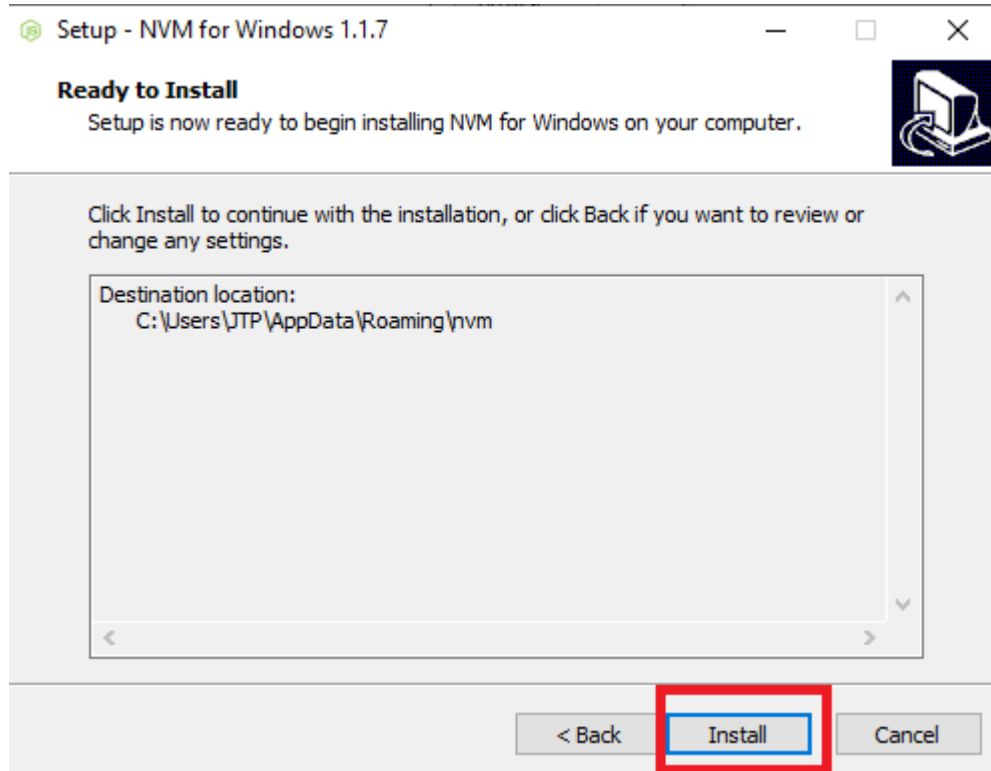 Setup - NVM for Windows 1.1.7
Ready to Install
Setup is now ready to begin installing NVM for Windows on your computer.
Click Install to continue with the installation, or click Back if you want to review or
change any settings.
Destination location:
C:\Users\JTP\AppData\Roaming\nvm
< Back
Install
Cancel